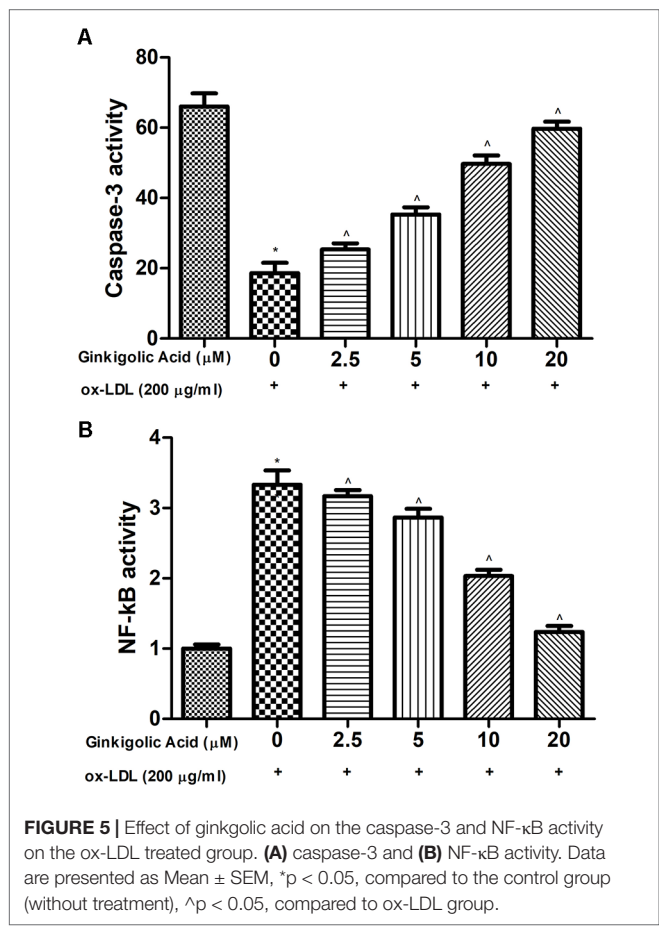 A
80
60
40
20
0
Caspase-3 activity
*
^
^
^
^
Ginkigolic Acid (μM) 0 2.5 5 10 20
ox-LDL (200 μg/ml) + + + + +
B
4
3
2
1
0
NF-kB activity
*
^
^
^
^
Ginkigolic Acid (μM) 0 2.5 5 10 20
ox-LDL (200 μg/ml) + + + + +
FIGURE 5 | Effect of ginkgolic acid on the caspase-3 and NF-κB activity
on the ox-LDL treated group. (A) caspase-3 and (B) NF-κB activity. Data
are presented as Mean ± SEM, *p < 0.05, compared to the control group
(without treatment), ^p < 0.05, compared to ox-LDL group.